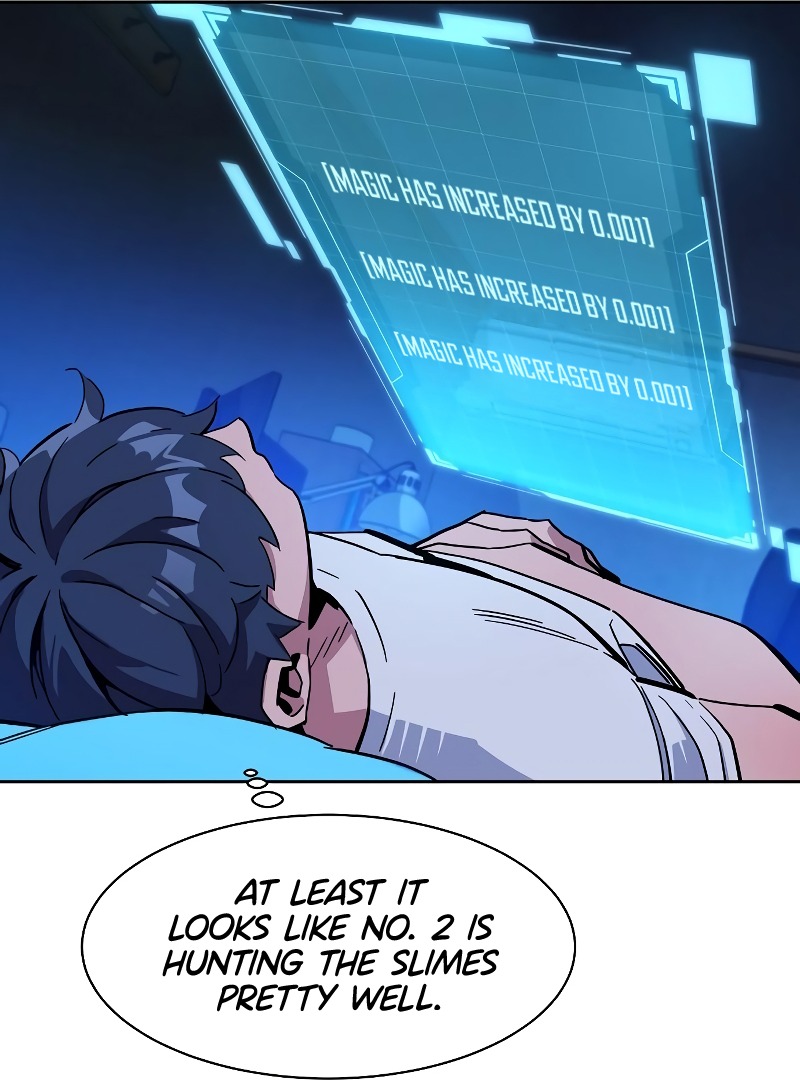 [MAGIC HAS INCREASED BY 0.001]
[MAGIC HAS INCREASED BY 0.001]
[MAGIC HAS INCREASED BY 0.001]
AT LEAST IT
LOOKS LIKE NO. 2 IS
HUNTING THE SLIMES
PRETTY WELL.